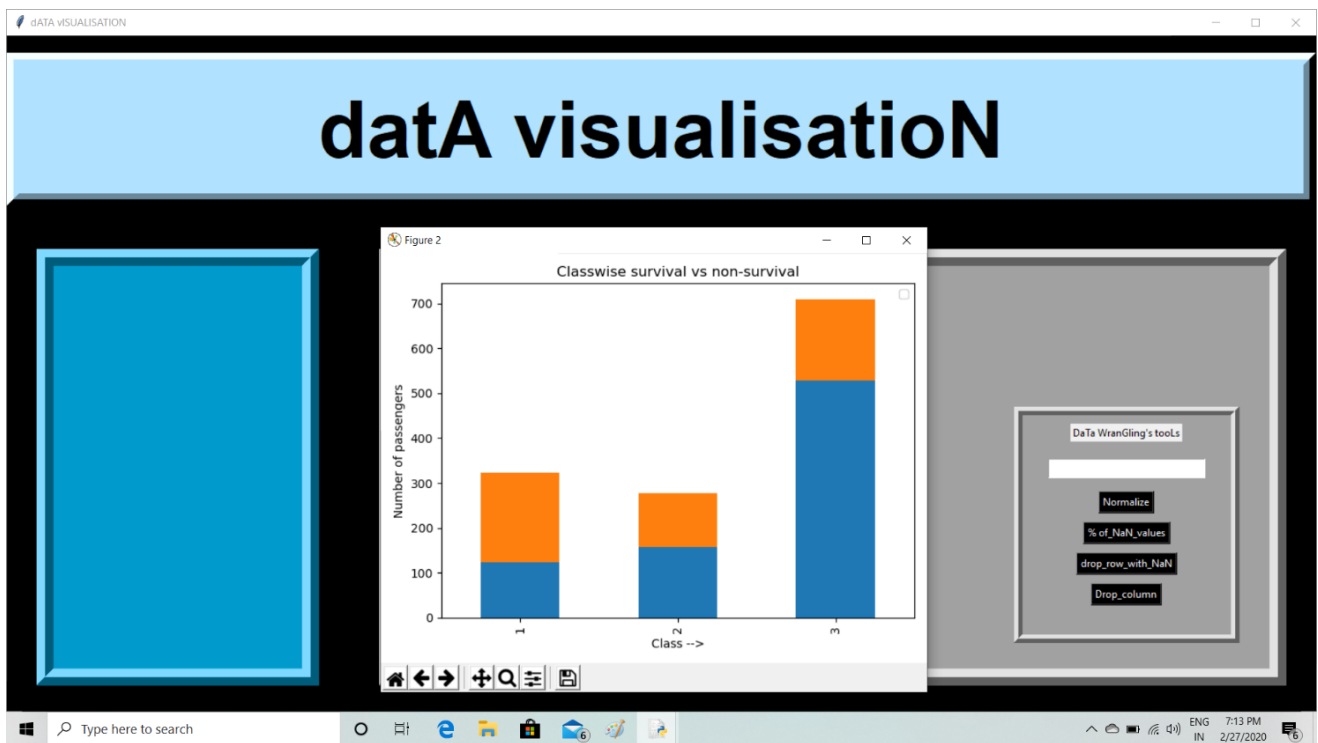 dATA vISUALISATION
datA visualisatioN
Figure 2
Classwise survival vs non-survival
700
600
500
400
300
200
100
0
Number of passengers
1
2
3
Class -->
DaTa WranGling's tooLs
Normalize
% of_NaN_values
drop_row_with_NaN
Drop_column
Type here to search
6
ENG
IN
7:13 PM
2/27/2020
6